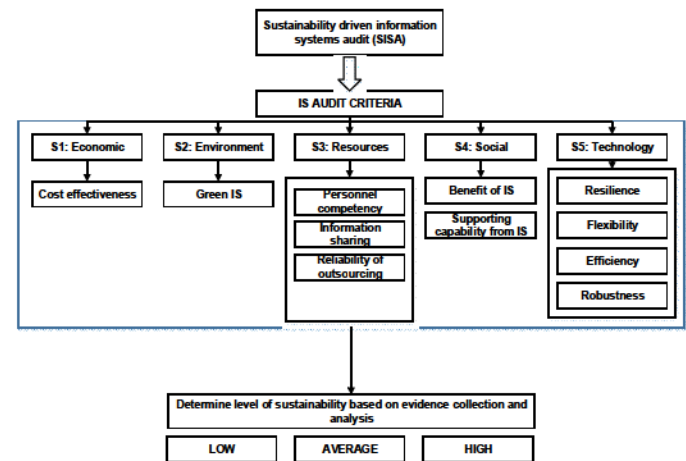 Sustainability driven information
systems audit (SISA)
IS AUDIT CRITERIA
S1: Economic
S2: Environment
S3: Resources
S4: Social
S5: Technology
Cost effectiveness
Green IS
Personnel
competency
Information
sharing
Reliability of
outsourcing
Benefit of IS
Supporting
capability from IS
Resilience
Flexibility
Efficiency
Robustness
Determine level of sustainability based on evidence collection and
analysis
LOW
AVERAGE
HIGH